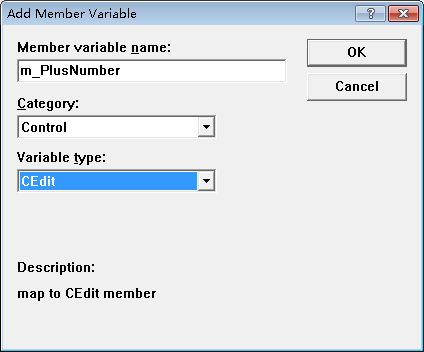 Add Member Variable
Member variable name:
m_PlusNumber
OK
Cancel
Category:
Control
Variable type:
CEdit
Description:
map to CEdit member